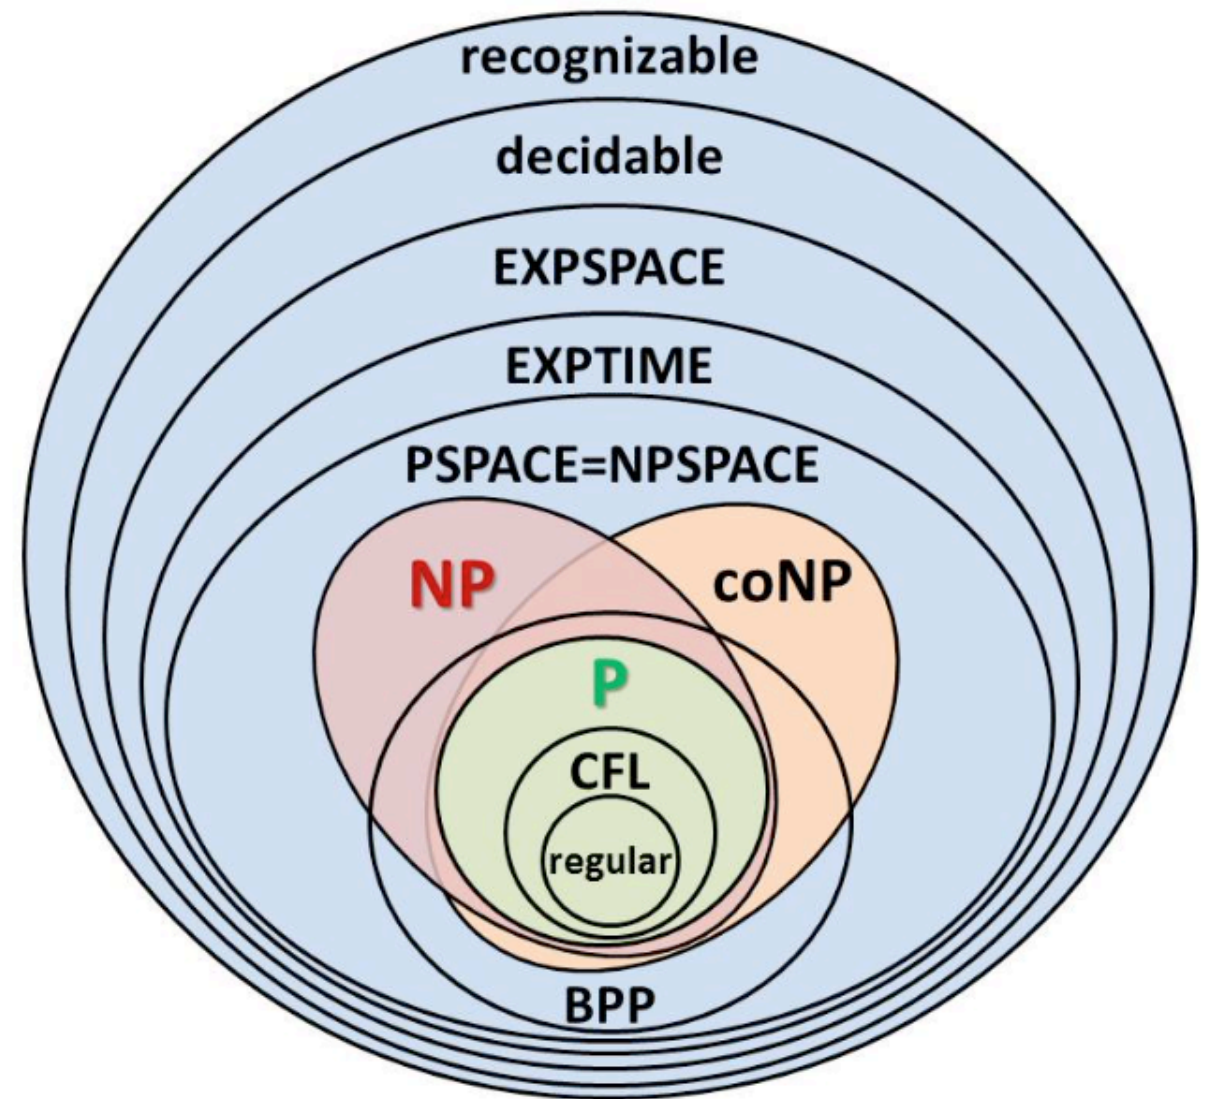 recognizable
decidable
EXPSPACE
EXPTIME
PSPACE=NPSPACE
NP
coNP
P
CFL
regular
BPP